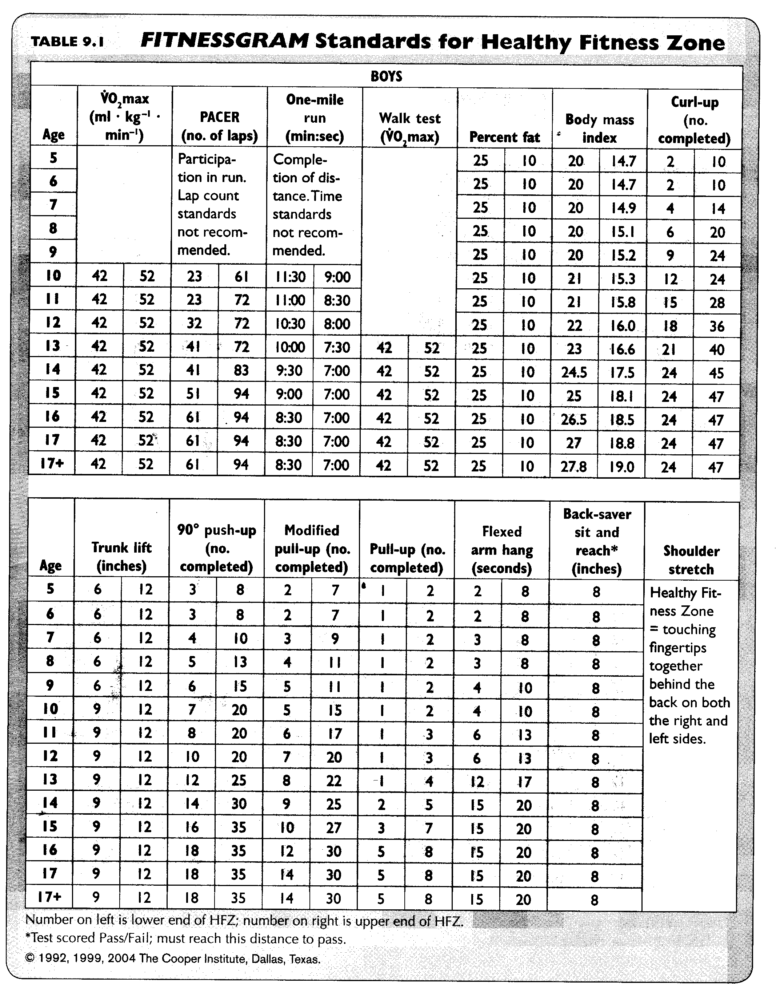 TABLE 9.1 FITNESSGRAM Standards for Healthy Fitness Zone
BOYS
Age V̇O₂max (ml · kg⁻¹ · min⁻¹) PACER (no. of laps) One-mile run (min:sec) Walk test (V̇O₂max) Percent fat Body mass index Curl-up (no. completed)
5 25 10 20 14.7 2 10
6 25 10 20 14.7 2 10
7 25 10 20 14.9 4 14
8 25 10 20 15.1 6 20
9 25 10 20 15.2 9 24
Participa-
tion in run.
Lap count
standards
not recom-
mended.
Comple-
tion of dis-
tance. Time
standards
not recom-
mended.
10 42 52 23 61 11:30 9:00 25 10 21 15.3 12 24
11 42 52 23 72 11:00 8:30 25 10 21 15.8 15 28
12 42 52 32 72 10:30 8:00 25 10 22 16.0 18 36
13 42 52 41 72 10:00 7:30 42 52 25 10 23 16.6 21 40
14 42 52 41 83 9:30 7:00 42 52 25 10 24.5 17.5 24 45
15 42 52 51 94 9:00 7:00 42 52 25 10 25 18.1 24 47
16 42 52 61 94 8:30 7:00 42 52 25 10 26.5 18.5 24 47
17 42 52 61 94 8:30 7:00 42 52 25 10 27 18.8 24 47
17+ 42 52 61 94 8:30 7:00 42 52 25 10 27.8 19.0 24 47
Age Trunk lift (inches) 90° push-up (no. completed) Modified pull-up (no. completed) Pull-up (no. completed) Flexed arm hang (seconds) Back-saver sit and reach* (inches) Shoulder stretch
5 6 12 3 8 2 7 1 2 2 8 8
6 6 12 3 8 2 7 1 2 2 8 8
7 6 12 4 10 3 9 1 2 3 8 8
8 6 12 5 13 4 11 1 2 3 8 8
9 6 12 6 15 5 11 1 2 4 10 8
10 9 12 7 20 5 15 1 2 4 10 8
11 9 12 8 20 6 17 1 3 6 13 8
12 9 12 10 20 7 20 1 3 6 13 8
13 9 12 12 25 8 22 1 4 12 17 8
14 9 12 14 30 9 25 2 5 15 20 8
15 9 12 16 35 10 27 3 7 15 20 8
16 9 12 18 35 12 30 5 8 15 20 8
17 9 12 18 35 14 30 5 8 15 20 8
17+ 9 12 18 35 14 30 5 8 15 20 8
Healthy Fit-
ness Zone
= touching
fingertips
together
behind the
back on both
the right and
left sides.
Number on left is lower end of HFZ; number on right is upper end of HFZ.
*Test scored Pass/Fail; must reach this distance to pass.
© 1992, 1999, 2004 The Cooper Institute, Dallas, Texas.